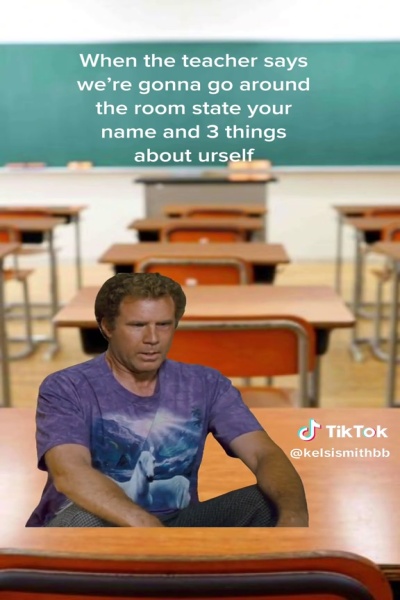 When the teacher says
we're gonna go around
the room state your
name and 3 things
about urself
TikTok
@kelsismithbb